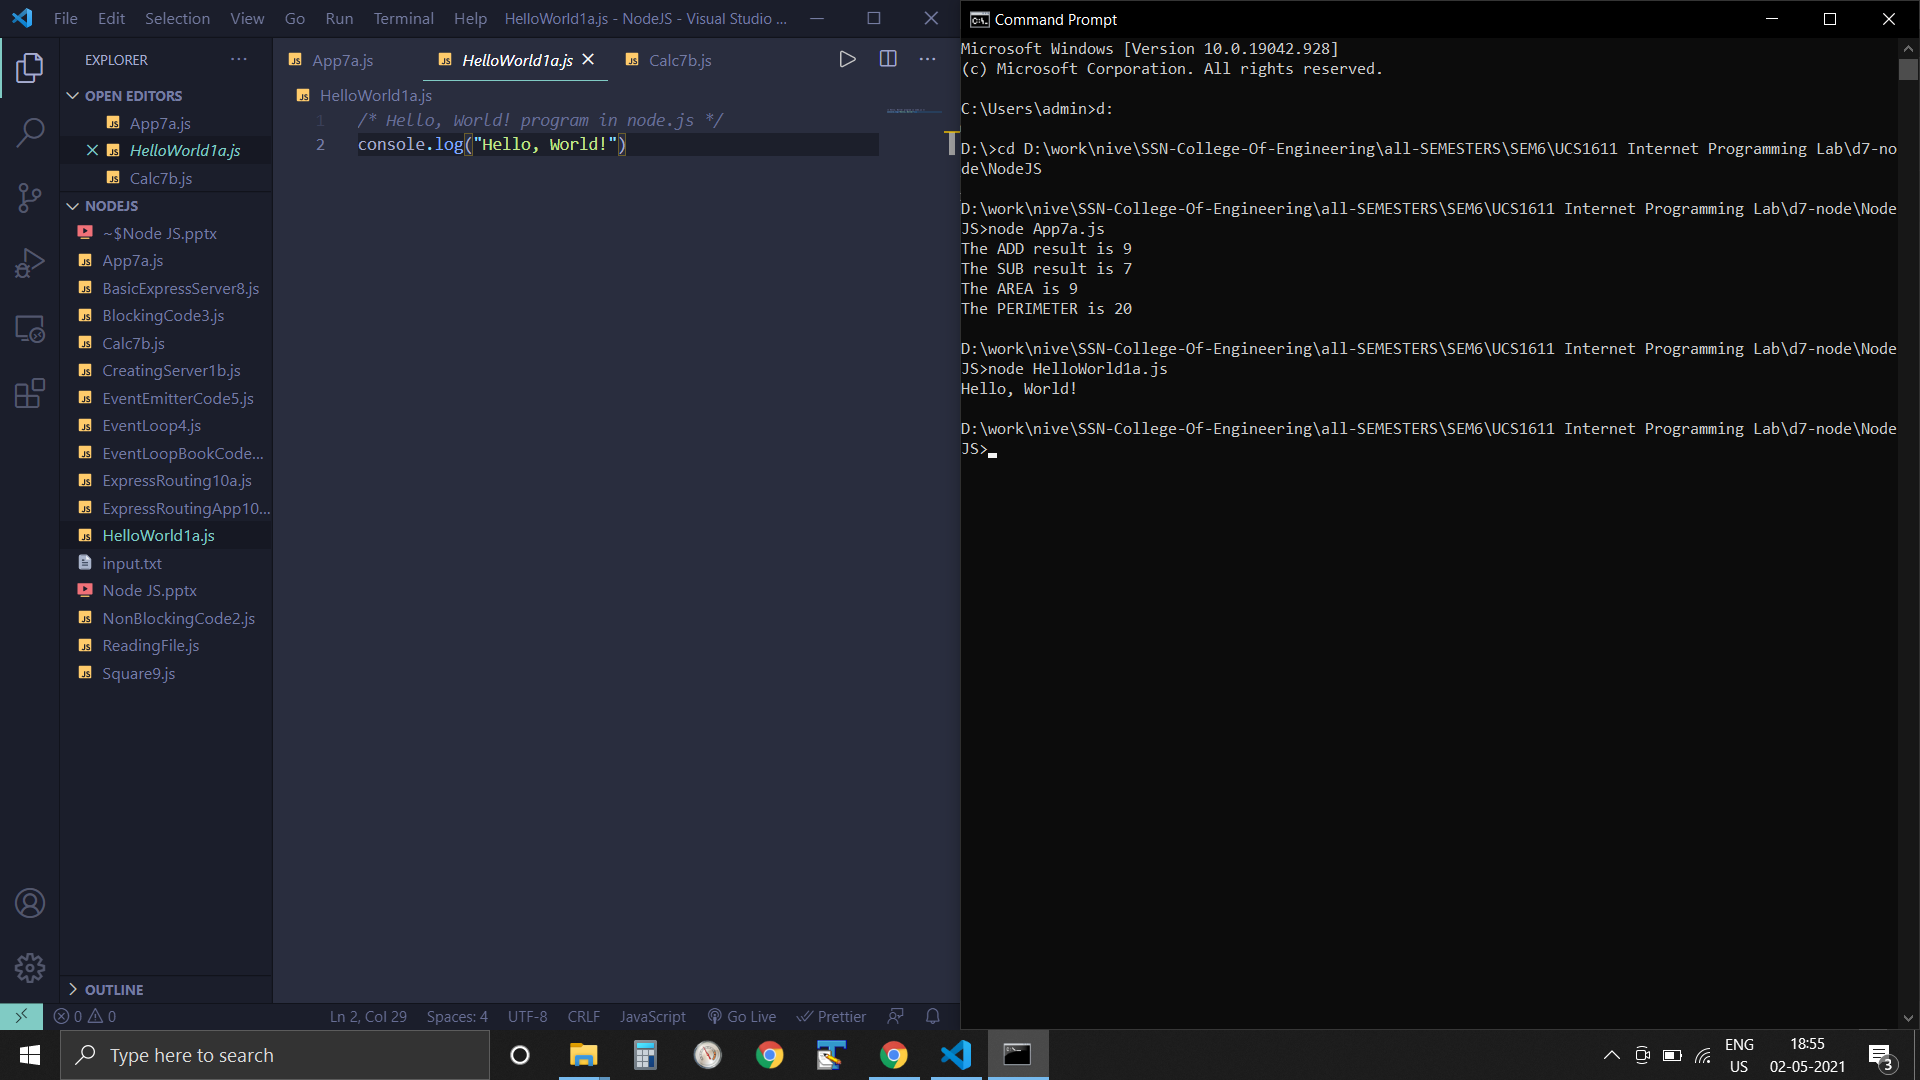 File Edit Selection View Go Run Terminal Help HelloWorld1a.js - NodeJS - Visual Studio ...
EXPLORER
OPEN EDITORS
App7a.js
HelloWorld1a.js
Calc7b.js
NODEJS
~$Node JS.pptx
App7a.js
BasicExpressServer8.js
BlockingCode3.js
Calc7b.js
CreatingServer1b.js
EventEmitterCode5.js
EventLoop4.js
EventLoopBookCode...
ExpressRouting10a.js
ExpressRoutingApp10...
HelloWorld1a.js
input.txt
Node JS.pptx
NonBlockingCode2.js
ReadingFile.js
Square9.js
OUTLINE
App7a.js HelloWorld1a.js Calc7b.js
HelloWorld1a.js
1 /* Hello, World! program in node.js */
2 console.log("Hello, World!")
0 0 Ln 2, Col 29 Spaces: 4 UTF-8 CRLF JavaScript Go Live Prettier
Command Prompt
Microsoft Windows [Version 10.0.19042.928]
(c) Microsoft Corporation. All rights reserved.
C:\Users\admin>d:
D:\>cd D:\work\nive\SSN-College-Of-Engineering\all-SEMESTERS\SEM6\UCS1611 Internet Programming Lab\d7-no
de\NodeJS
D:\work\nive\SSN-College-Of-Engineering\all-SEMESTERS\SEM6\UCS1611 Internet Programming Lab\d7-node\Node
JS>node App7a.js
The ADD result is 9
The SUB result is 7
The AREA is 9
The PERIMETER is 20
D:\work\nive\SSN-College-Of-Engineering\all-SEMESTERS\SEM6\UCS1611 Internet Programming Lab\d7-node\Node
JS>node HelloWorld1a.js
Hello, World!
D:\work\nive\SSN-College-Of-Engineering\all-SEMESTERS\SEM6\UCS1611 Internet Programming Lab\d7-node\Node
JS>
Type here to search
ENG
US
18:55
02-05-2021
3